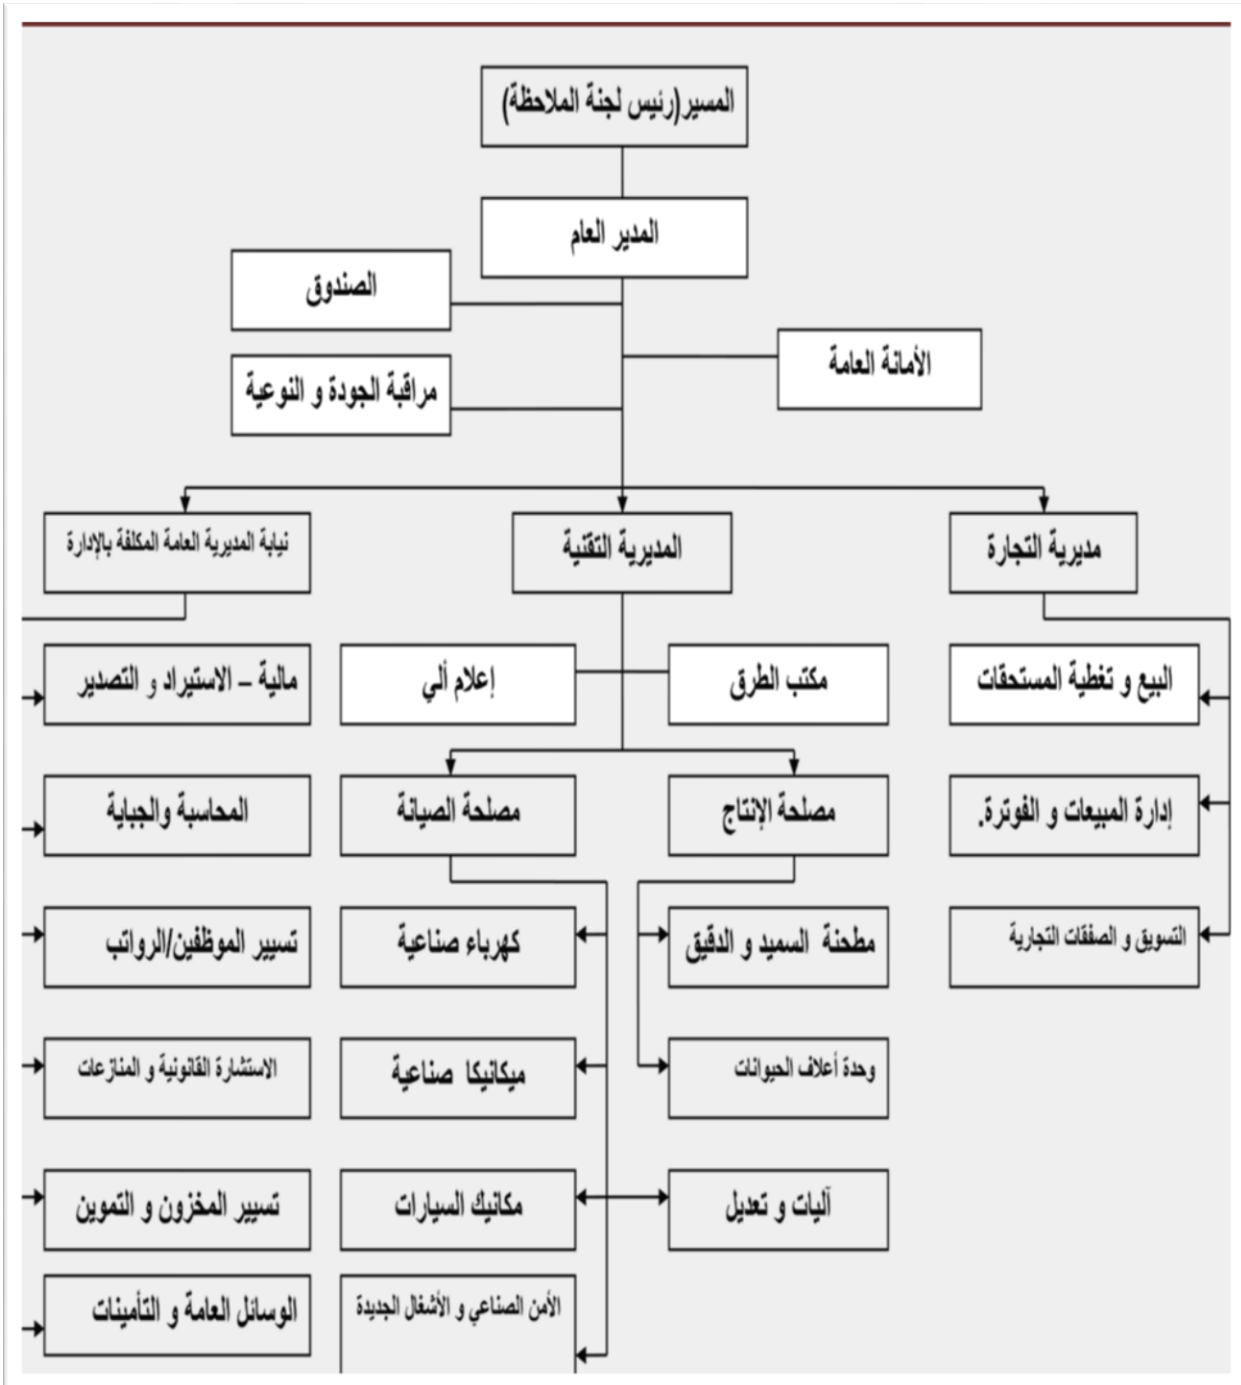 المسير(رئيس لجنة الملاحظة)
المدير العام
الصندوق
الأمانة العامة
مراقبة الجودة و النوعية
مديرية التجارة
المديرية التقنية
نيابة المديرية العامة المكلفة بالإدارة
البيع و تغطية المستحقات
مكتب الطرق
إعلام ألي
مالية – الاستيراد و التصدير
إدارة المبيعات و الفوترة.
مصلحة الإنتاج
مصلحة الصيانة
المحاسبة والجباية
التسويق و الصفقات التجارية
مطحنة السميد و الدقيق
كهرباء صناعية
تسيير الموظفين/الرواتب
وحدة أعلاف الحيوانات
ميكانيكا صناعية
الاستشارة القانونية و المنازعات
آليات و تعديل
مكانيك السيارات
تسيير المخزون و التموين
الأمن الصناعي و الأشغال الجديدة
الوسائل العامة و التأمينات